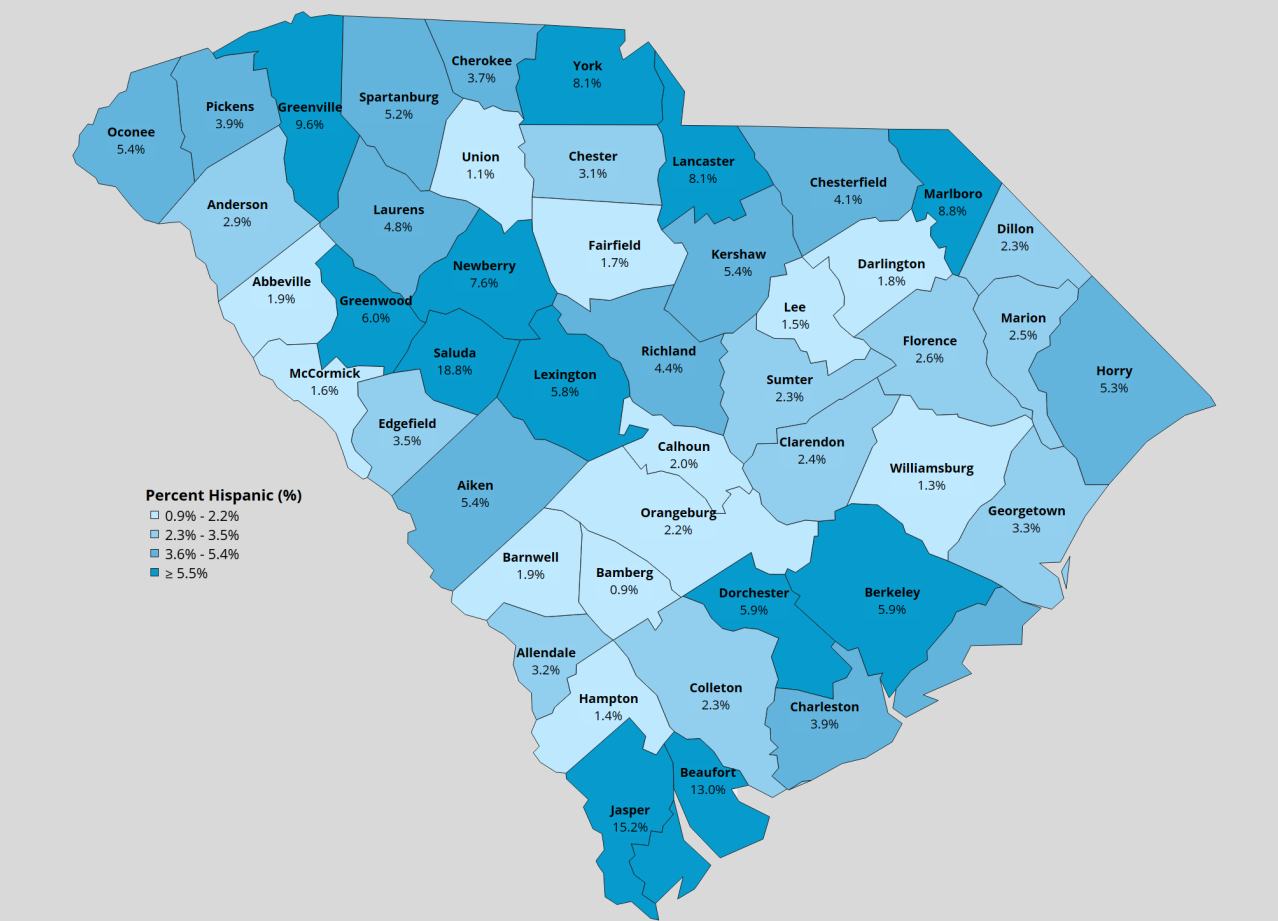 Cherokee
3.7%
York
8.1%
Spartanburg
5.2%
Pickens
3.9%
Greenville
9.6%
Oconee
5.4%
Union
1.1%
Chester
3.1%
Lancaster
8.1%
Chesterfield
4.1%
Marlboro
8.8%
Anderson
2.9%
Laurens
4.8%
Dillon
2.3%
Fairfield
1.7%
Kershaw
5.4%
Newberry
7.6%
Darlington
1.8%
Abbeville
1.9%
Greenwood
6.0%
Lee
1.5%
Marion
2.5%
Florence
2.6%
Saluda
18.8%
Richland
4.4%
McCormick
1.6%
Lexington
5.8%
Sumter
2.3%
Horry
5.3%
Edgefield
3.5%
Calhoun
2.0%
Clarendon
2.4%
Williamsburg
1.3%
Aiken
5.4%
Orangeburg
2.2%
Georgetown
3.3%
Percent Hispanic (%)
0.9% - 2.2%
2.3% - 3.5%
3.6% - 5.4%
≥ 5.5%
Barnwell
1.9%
Bamberg
0.9%
Dorchester
5.9%
Berkeley
5.9%
Allendale
3.2%
Colleton
2.3%
Hampton
1.4%
Charleston
3.9%
Beaufort
13.0%
Jasper
15.2%